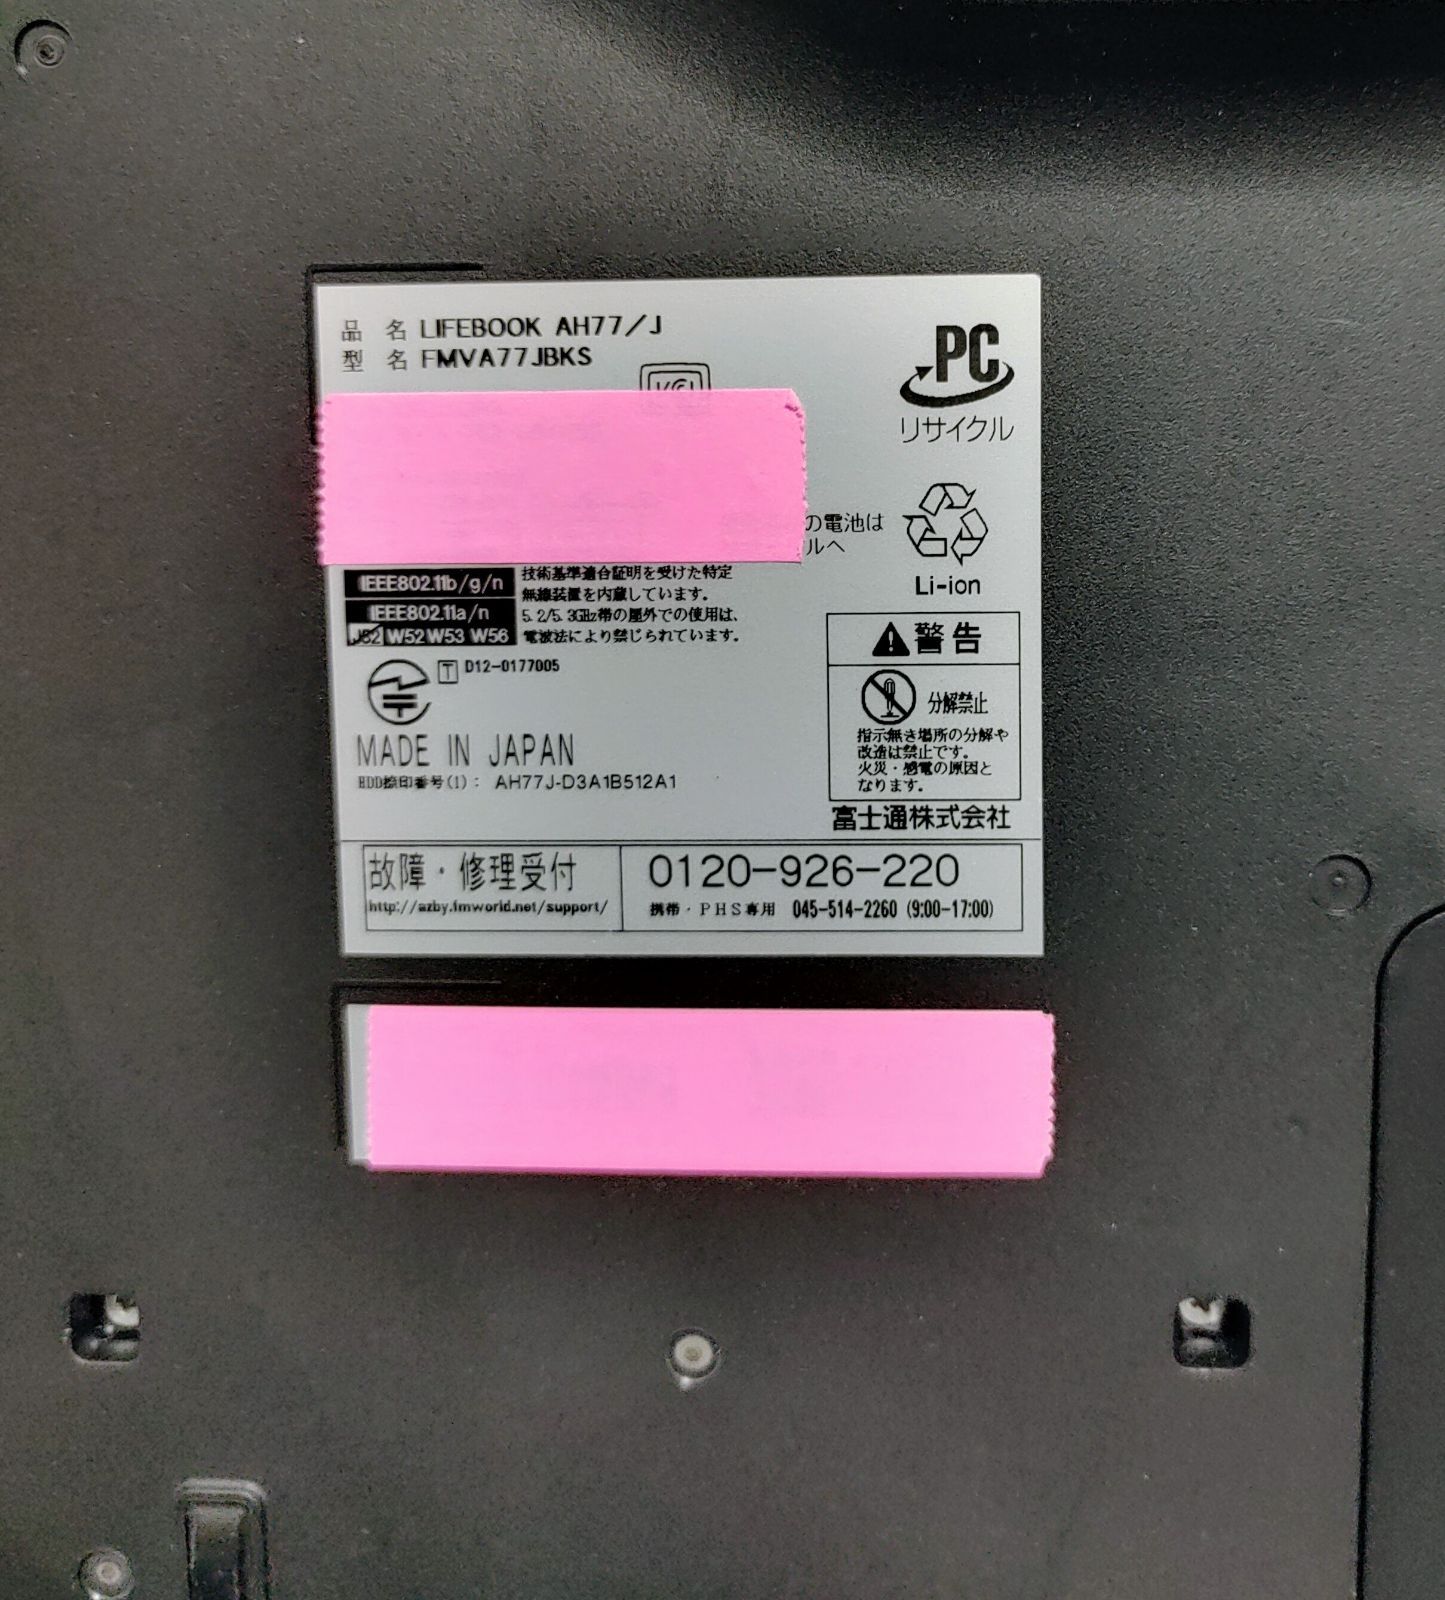 品 名 LIFEBOOK AH77/J
型 名 FMVA77JBKS
PC
リサイクル
の電池は
ルへ
Li-ion
IEEE802.11b/g/n
IEEE802.11a/n
J52 W52 W53 W56
技術基準適合証明を受けた特定
無線装置を内蔵しています。
5.2/5.3GHz帯の屋外での使用は、
電波法により禁じられています。
T D12-0177005
MADE IN JAPAN
HDD捺印番号(1): AH77J-D3A1B512A1
警告
分解禁止
指示無き場所の分解や
改造は禁止です。
火災・感電の原因と
なります。
富士通株式会社
故障・修理受付
http://azby.fmworld.net/support/
0120-926-220
携帯・PHS専用 045-514-2260 (9:00-17:00)